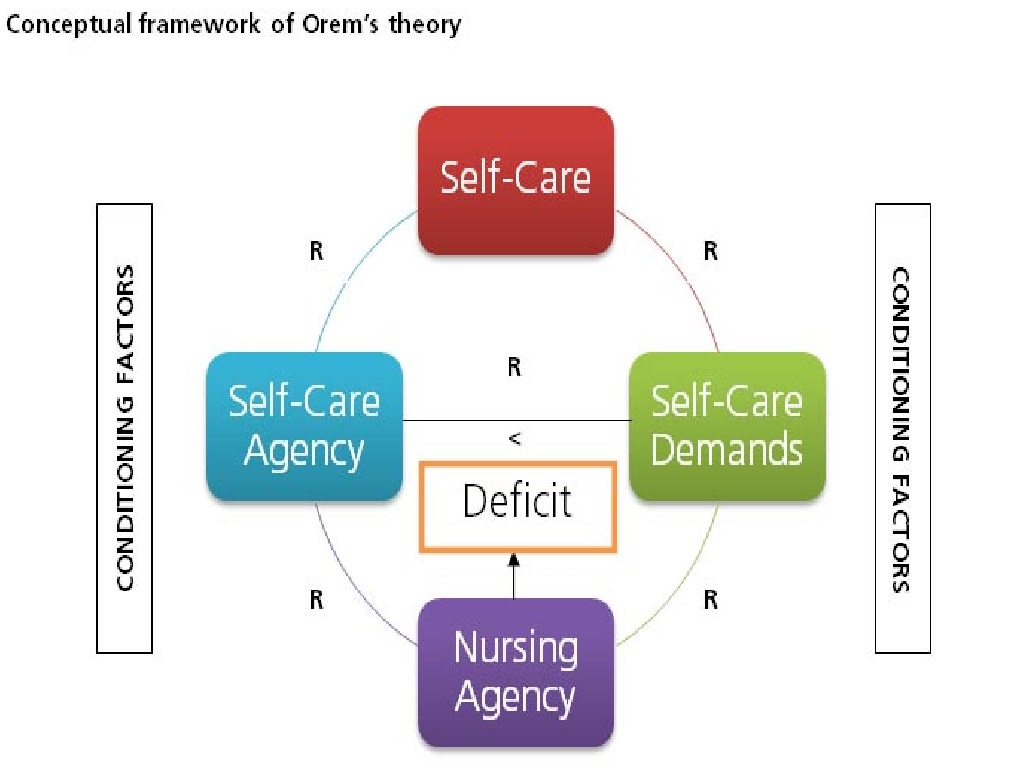 Conceptual framework of Orem's theory
Self-Care
R
R
CONDITIONING FACTORS
CONDITIONING FACTORS
R
Self-Care
Agency
Self-Care
Demands
<
Deficit
R
R
Nursing
Agency